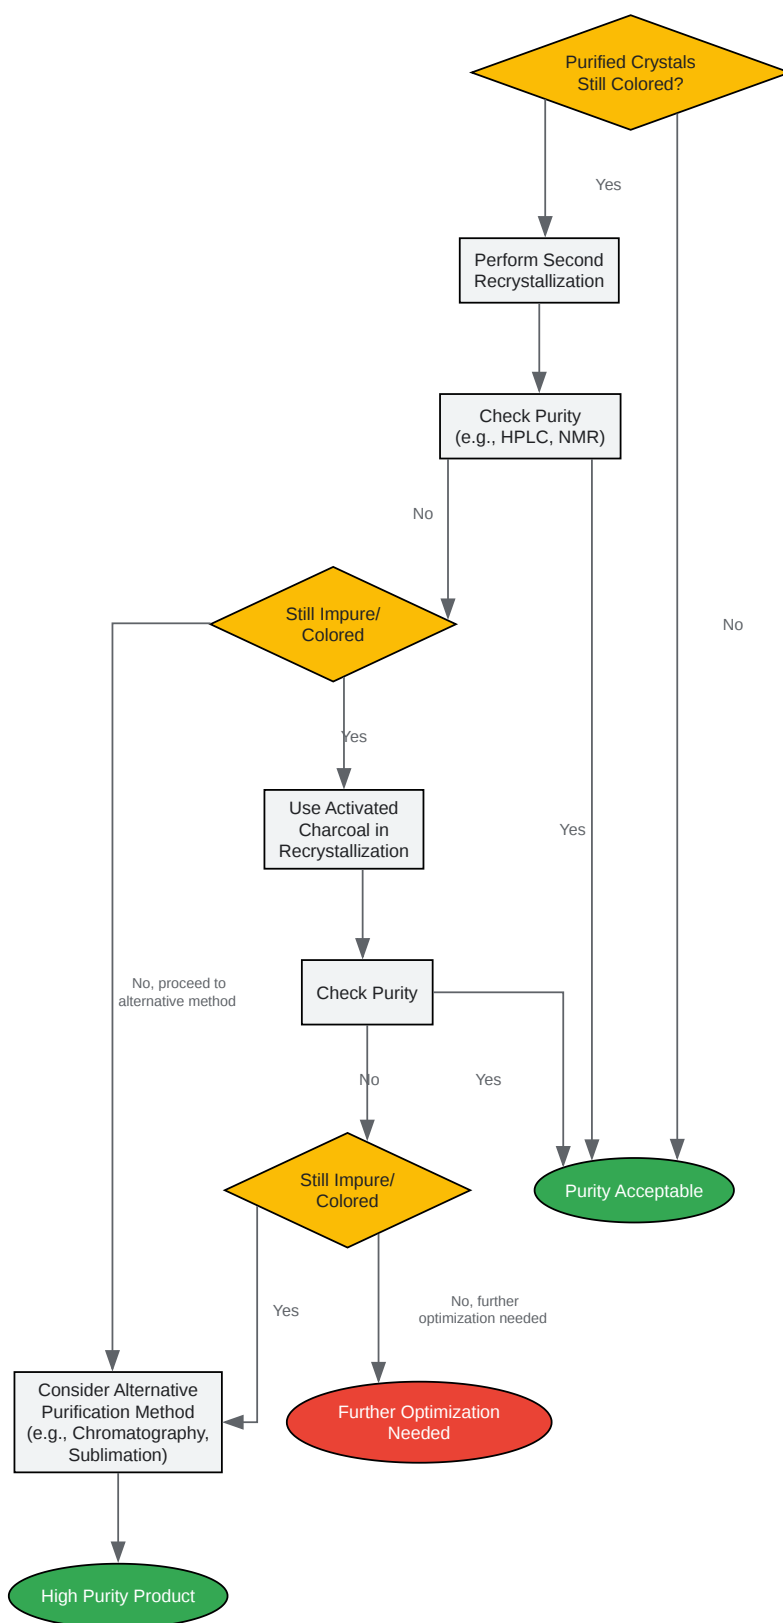 Purified Crystals
Still Colored?
Yes
Perform Second
Recrystallization
Check Purity
(e.g., HPLC, NMR)
No
Still Impure/
Colored
No
Yes
Use Activated
Charcoal in
Recrystallization
Yes
No, proceed to
alternative method
Check Purity
No
Yes
Still Impure/
Colored
Purity Acceptable
Yes
No, further
optimization needed
Consider Alternative
Purification Method
(e.g., Chromatography,
Sublimation)
Further Optimization
Needed
High Purity Product